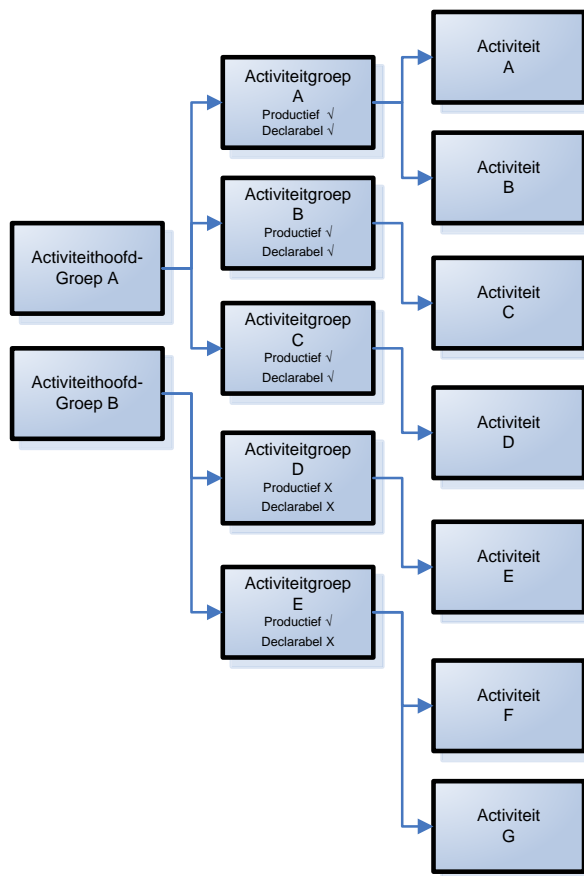 Activiteithoofd-
Groep A
Activiteithoofd-
Groep B
Activiteitgroep
A
Productief √
Declarabel √
Activiteitgroep
B
Productief √
Declarabel √
Activiteitgroep
C
Productief √
Declarabel √
Activiteitgroep
D
Productief X
Declarabel X
Activiteitgroep
E
Productief √
Declarabel X
Activiteit
A
Activiteit
B
Activiteit
C
Activiteit
D
Activiteit
E
Activiteit
F
Activiteit
G